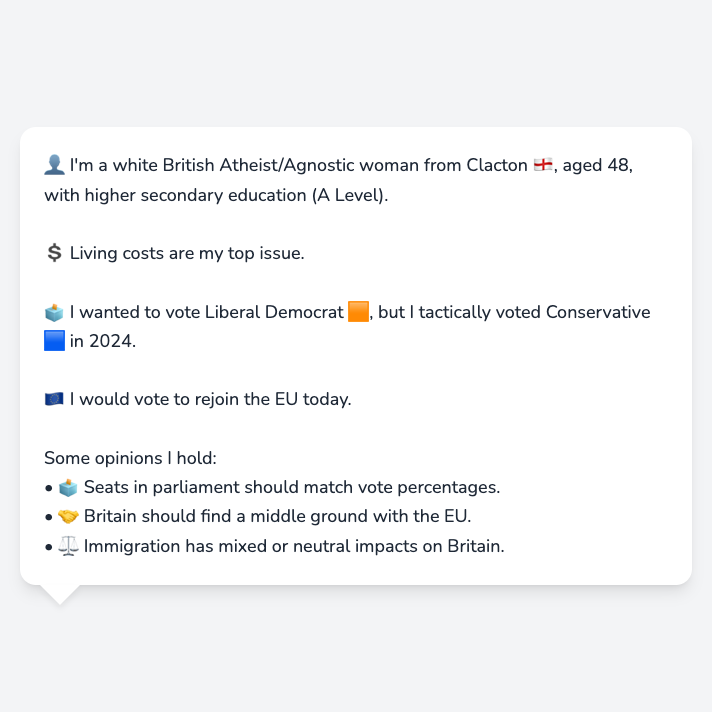 👤 I'm a white British Atheist/Agnostic woman from Clacton 🏴󠁧󠁢󠁥󠁮󠁧󠁿, aged 48,
with higher secondary education (A Level).
💲 Living costs are my top issue.
🗳️ I wanted to vote Liberal Democrat 🟧, but I tactically voted Conservative
🟦 in 2024.
🇪🇺 I would vote to rejoin the EU today.
Some opinions I hold:
• 🗳️ Seats in parliament should match vote percentages.
• 🤝 Britain should find a middle ground with the EU.
• ⚖️ Immigration has mixed or neutral impacts on Britain.